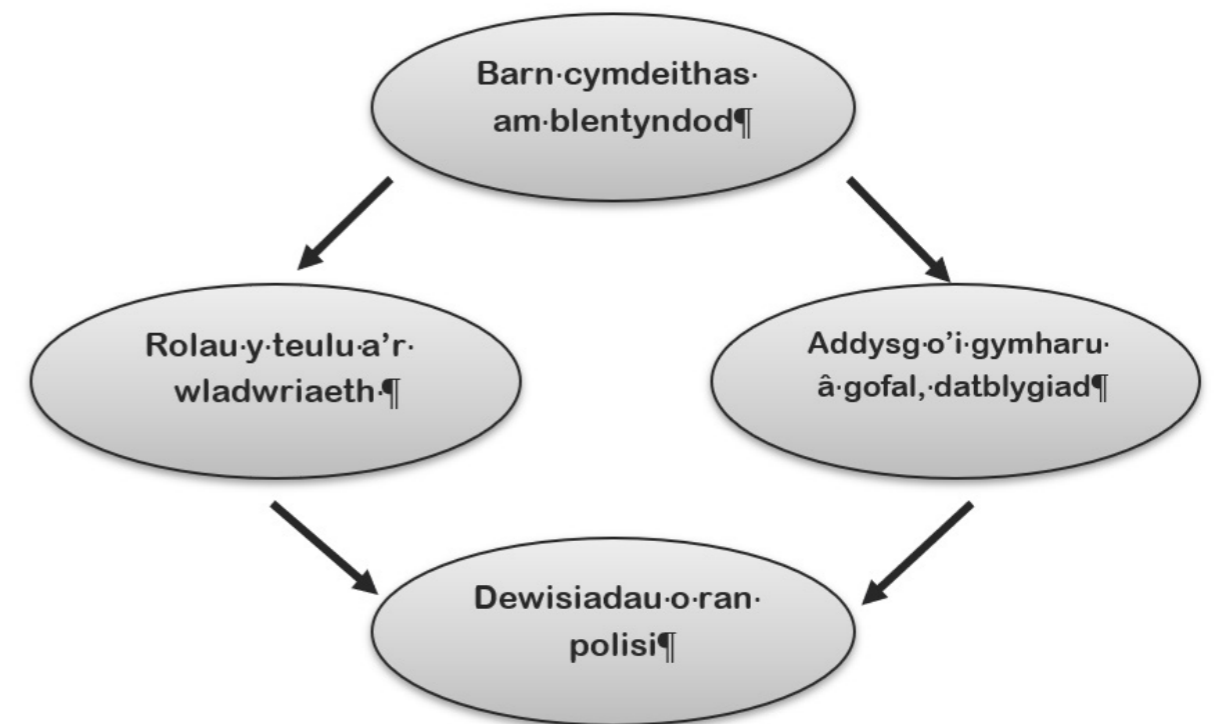 Barn·cymdeithas·
am·blentyndod¶
Rolau·y·teulu·a’r·
wladwriaeth·¶
Addysg·o’i·gymharu·
â·gofal,·datblygiad¶
Dewisiadau·o·ran·
polisi¶